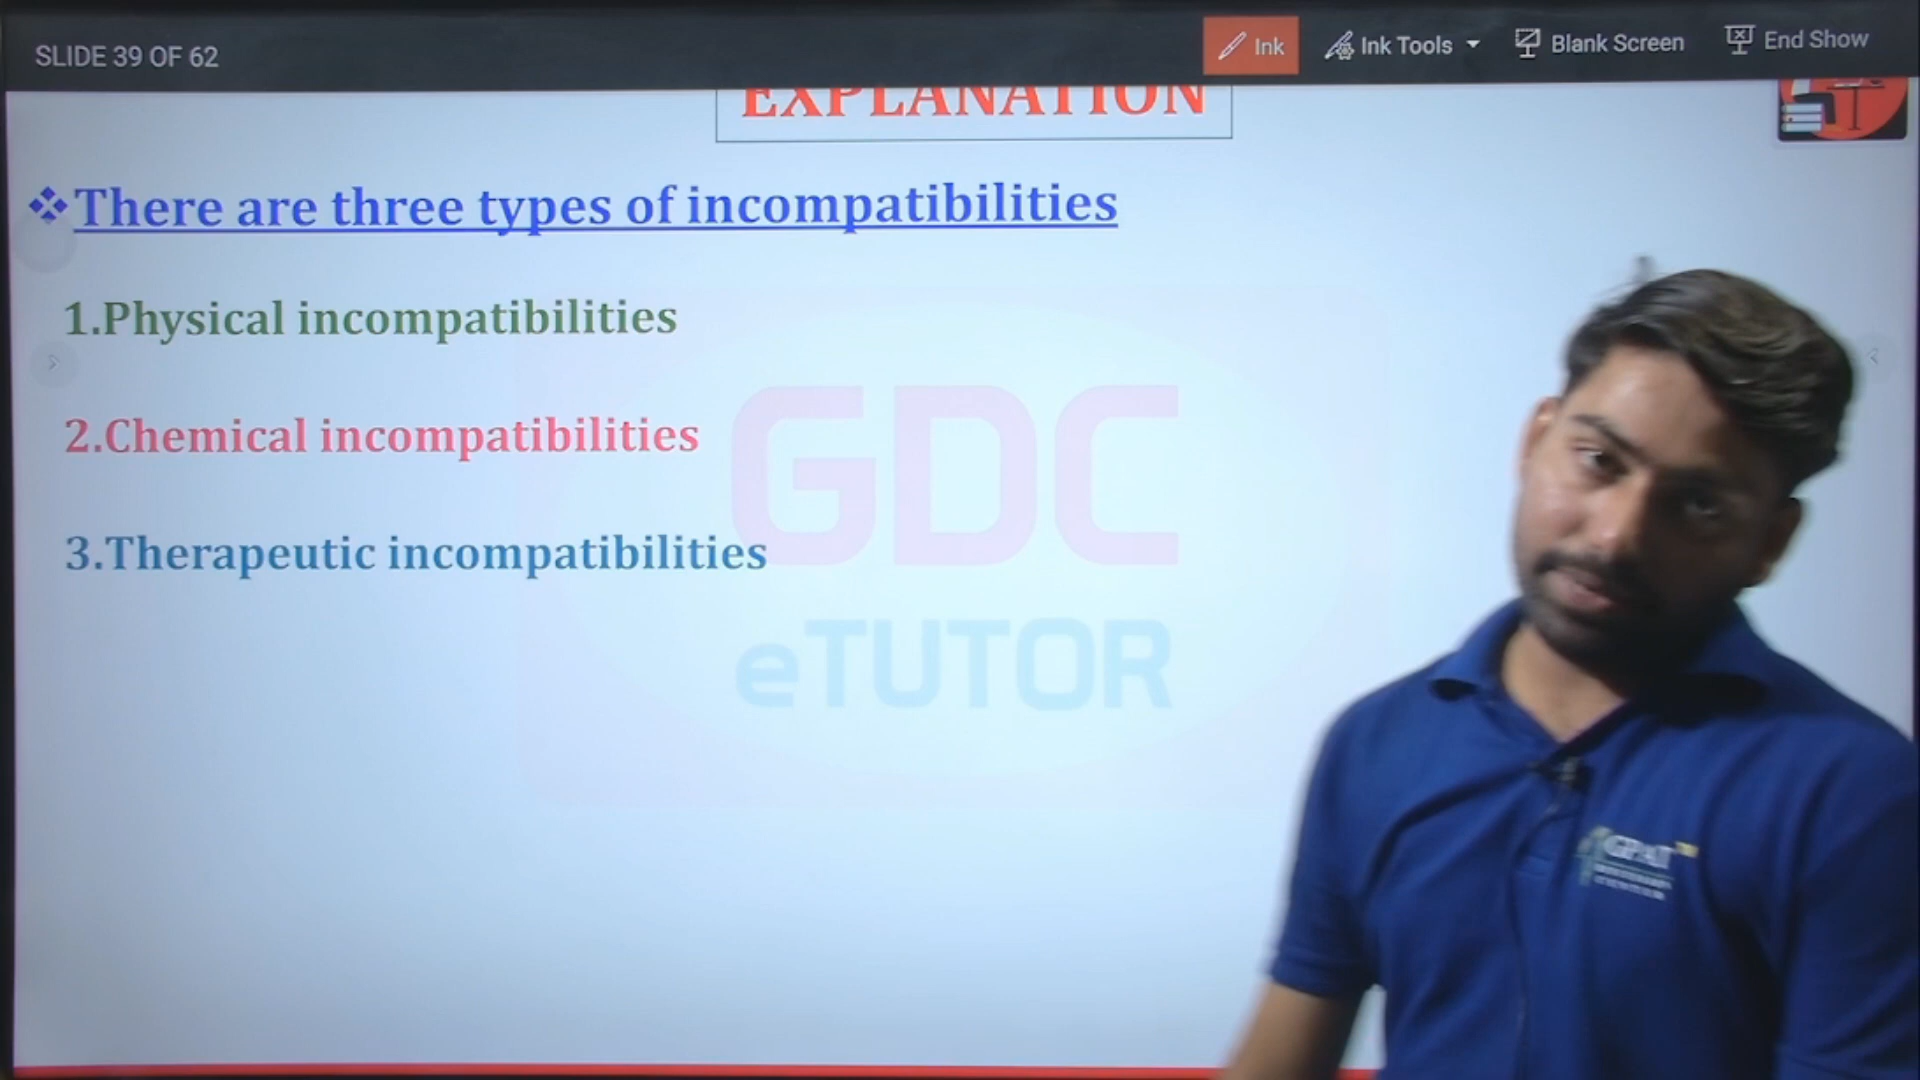 SLIDE 39 OF 62
Ink
Ink Tools
Blank Screen
End Show
EXPLANATION
❖There are three types of incompatibilities
1.Physical incompatibilities
2.Chemical incompatibilities
3.Therapeutic incompatibilities
GDC
eTUTOR
GPAT